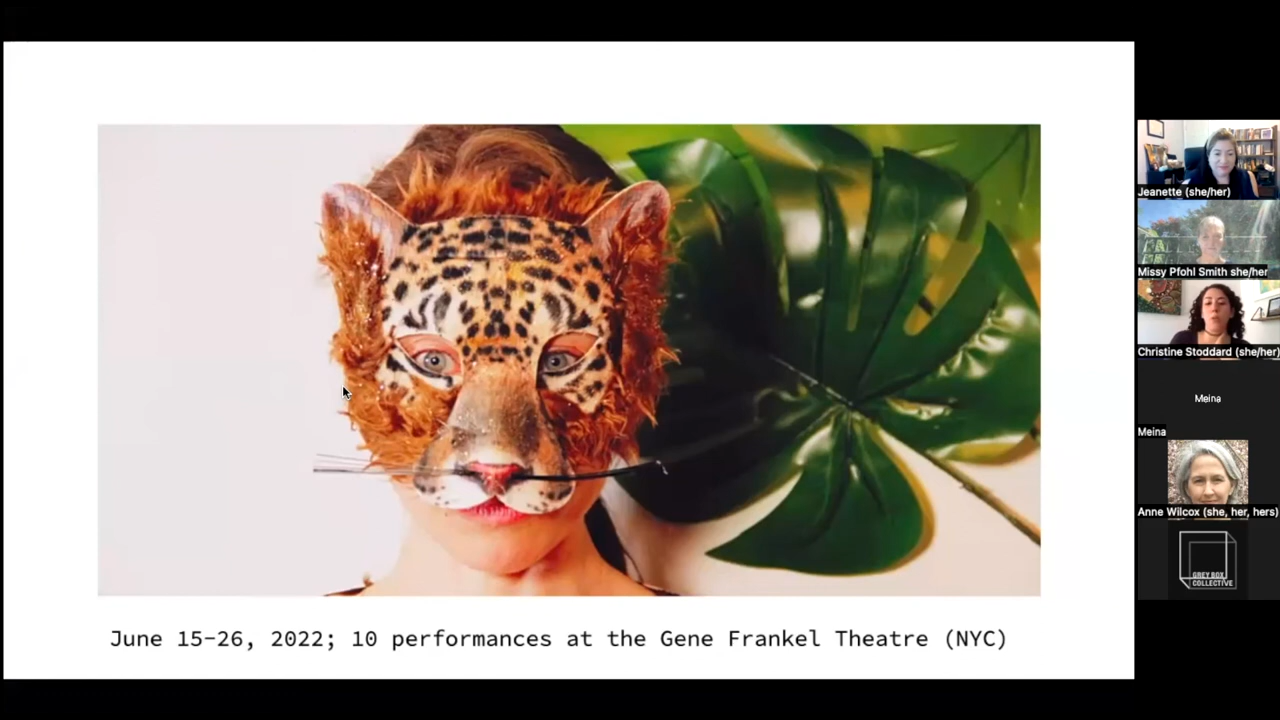 June 15-26, 2022; 10 performances at the Gene Frankel Theatre (NYC)
Jeanette (she/her)
Missy Pfohl Smith she/her
Christine Stoddard (she/her)
Meina
Meina
Anne Wilcox (she, her, hers)
GREY BOX
COLLECTIVE